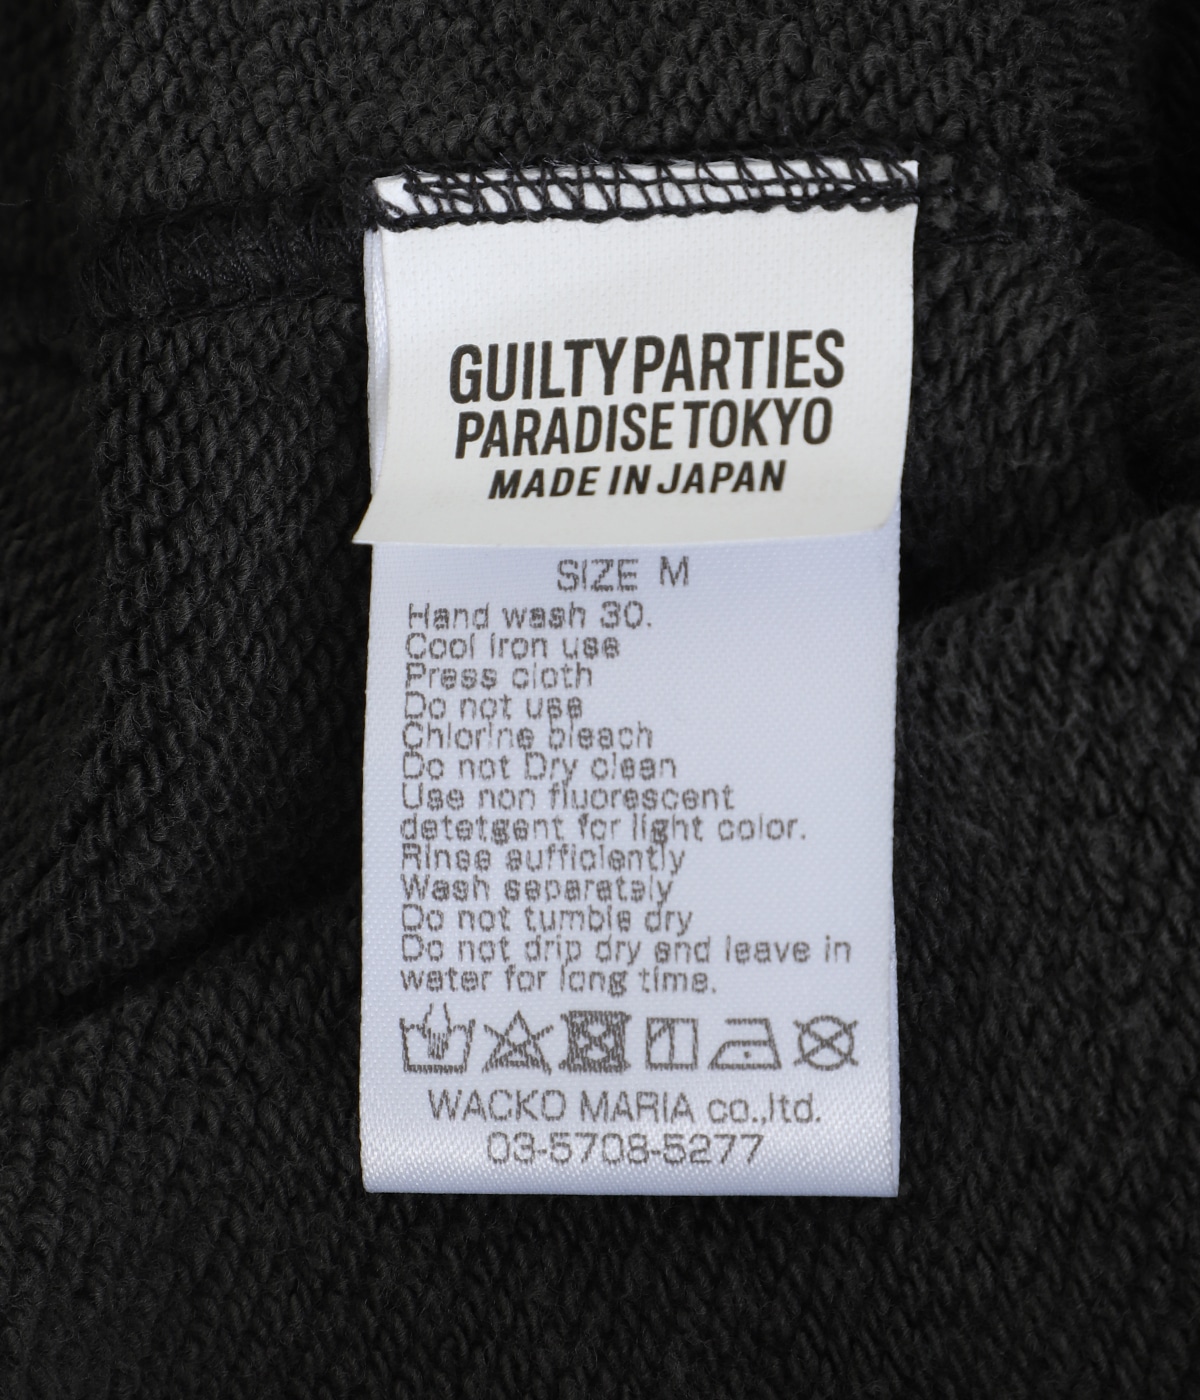 GUILTY PARTIES
PARADISE TOKYO
MADE IN JAPAN
SIZE M
Hand wash 30.
Cool iron use
Press cloth
Do not use
Chlorine bleach
Do not Dry clean
Use non fluorescent
detetgent for light color.
Rinse sufficiently
Wash separately
Do not tumble dry
Do not drip dry and leave in
water for long time.
WACKO MARIA co.,ltd.
03-5708-5277